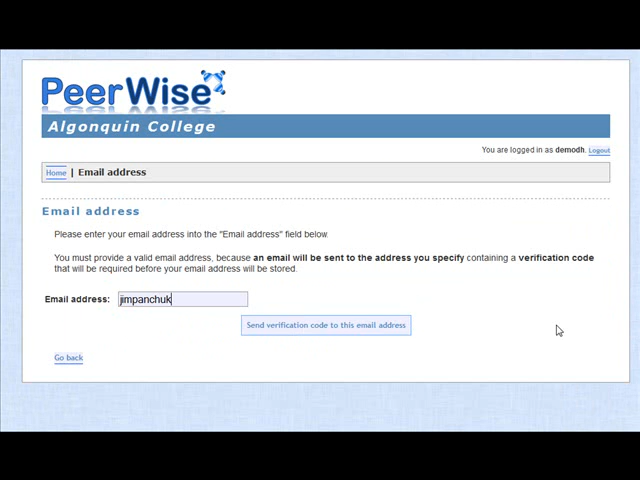 PeerWise
Algonquin College
You are logged in as demodh. Logout
Home | Email address
Email address
Please enter your email address into the "Email address" field below.
You must provide a valid email address, because an email will be sent to the address you specify containing a verification code
that will be required before your email address will be stored.
Email address: jimpanchuk
Send verification code to this email address
Go back